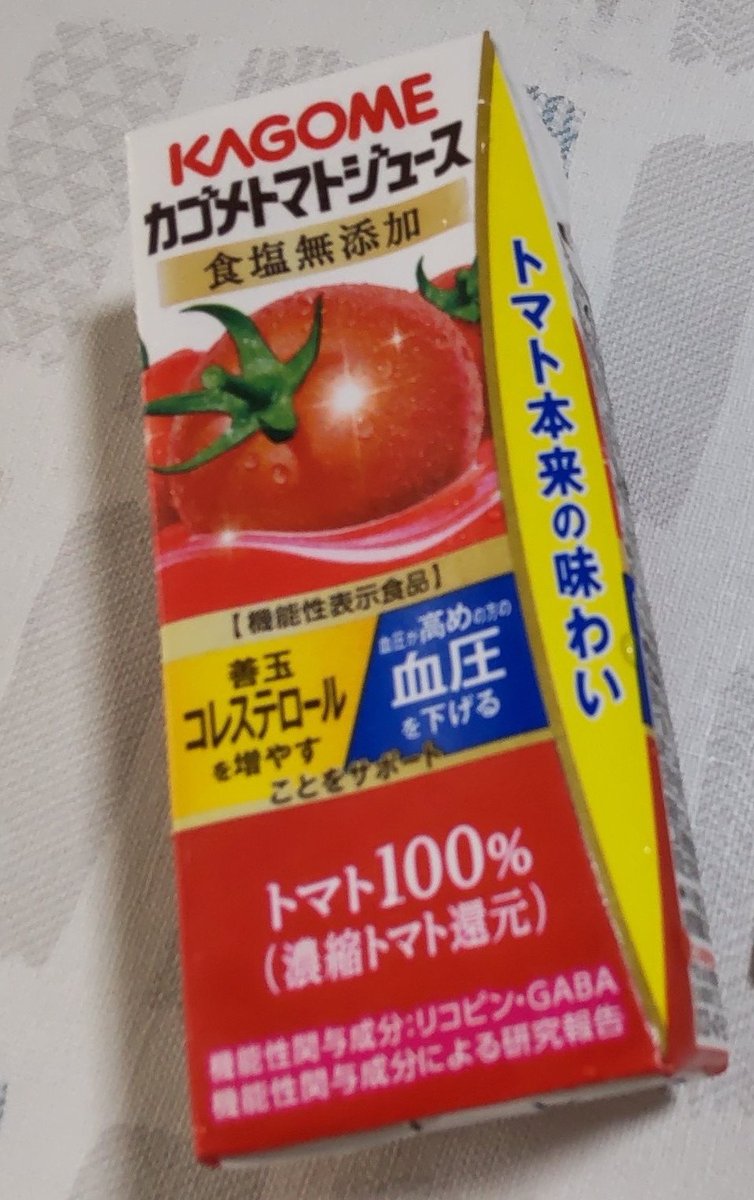 KAGOME
カゴメトマトジュース
食塩無添加
トマト本来の味わい
【機能性表示食品】
善玉
コレステロール
を増やす
血圧が高めの方の
血圧
を下げる
ことをサポート
トマト100%
(濃縮トマト還元)
機能性関与成分:リコピン・GABA
機能性関与成分による研究報告